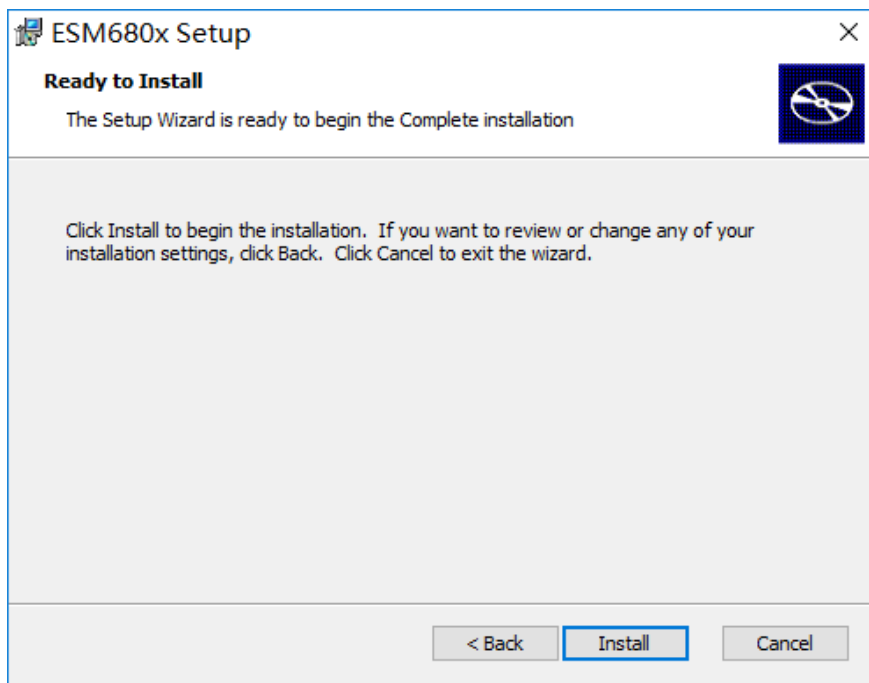 ESM680x Setup
Ready to Install
The Setup Wizard is ready to begin the Complete installation
Click Install to begin the installation.  If you want to review or change any of your
installation settings, click Back.  Click Cancel to exit the wizard.
< Back Install Cancel